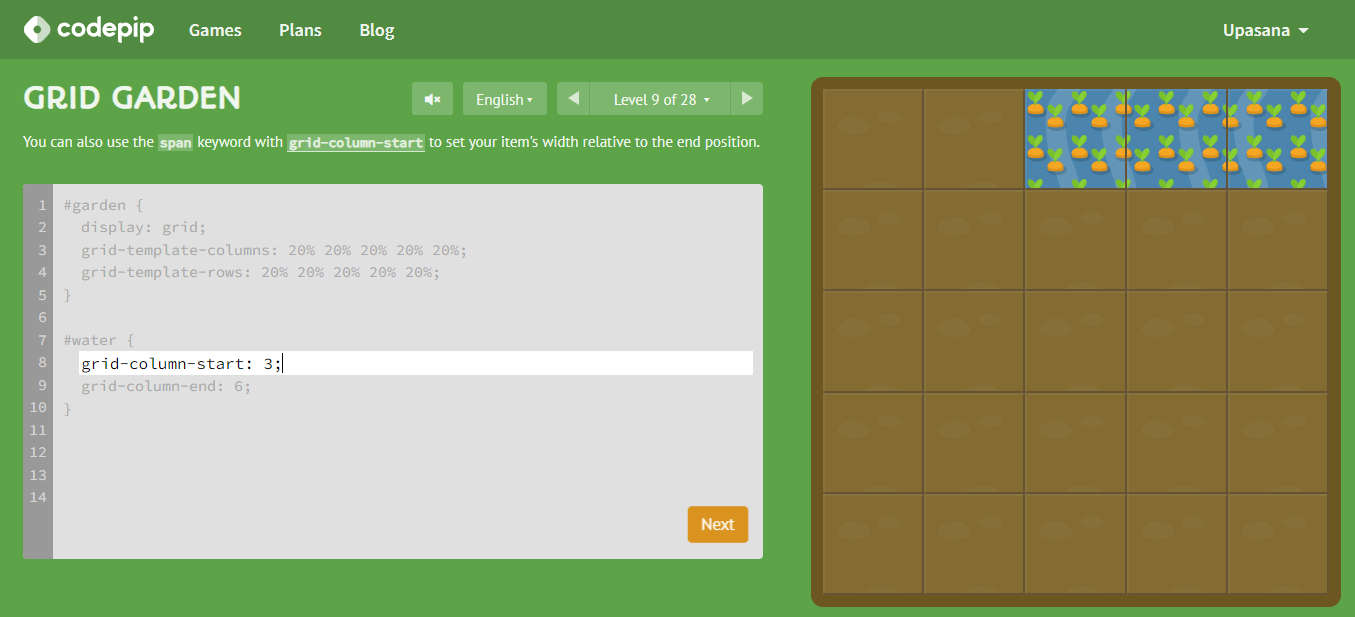 codepip Games Plans Blog Upasana
GRID GARDEN
English Level 9 of 28
You can also use the span keyword with grid-column-start to set your item's width relative to the end position.
1 #garden {
2 display: grid;
3 grid-template-columns: 20% 20% 20% 20% 20%;
4 grid-template-rows: 20% 20% 20% 20% 20%;
5 }
6
7 #water {
8 grid-column-start: 3;
9 grid-column-end: 6;
10 }
11
12
13
14
Next